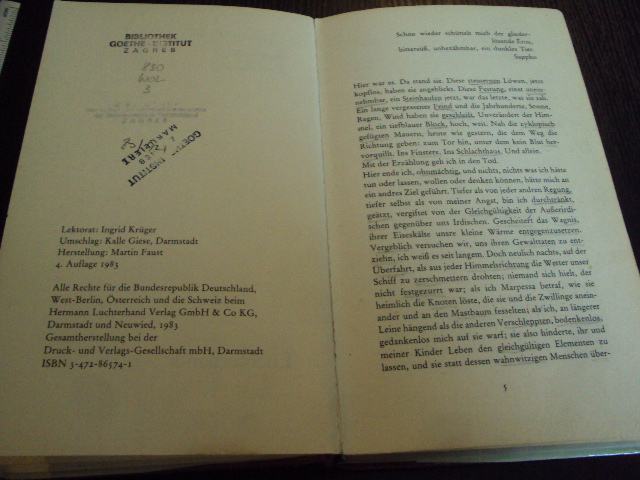 BIBLIOTHEK
GOETHE-INSTITUT
ZAGREB
830
WOL
3
GOETHE-INSTITUT
Lektorat: Ingrid Krüger
Umschlag: Kalle Giese, Darmstadt
Herstellung: Martin Faust
4. Auflage 1983
Alle Rechte für die Bundesrepublik Deutschland,
West-Berlin, Österreich und die Schweiz beim
Hermann Luchterhand Verlag GmbH & Co KG,
Darmstadt und Neuwied, 1983
Gesamtherstellung bei der
Druck- und Verlags-Gesellschaft mbH, Darmstadt
ISBN 3-472-86574-1
Schon wieder schüttelt mich der glieder-
lösende Eros,
bittersüß, unbezähmbar, ein dunkles Tier.
Sappho
Hier war es. Da stand sie. Diese steinernen Löwen, jetzt
kopflos, haben sie angeblickt. Diese Festung, einst unein-
nehmbar, ein Steinhaufen jetzt, war das letzte, was sie sah.
Ein lange vergessener Feind und die Jahrhunderte, Sonne,
Regen, Wind haben sie geschleift. Unverändert der Him-
mel, ein tiefblauer Block, hoch, weit. Nah die zyklopisch
gefügten Mauern, heute wie gestern, die dem Weg die
Richtung geben: zum Tor hin, unter dem kein Blut her-
vorquillt. Ins Finstere. Ins Schlachthaus. Und allein.
Mit der Erzählung geh ich in den Tod.
Hier ende ich, ohnmächtig, und nichts, nichts was ich hätte
tun oder lassen, wollen oder denken können, hätte mich an
ein andres Ziel geführt. Tiefer als von jeder andren Regung,
tiefer selbst als von meiner Angst, bin ich durchtränkt,
geätzt, vergiftet von der Gleichgültigkeit der Außerirdi-
schen gegenüber uns Irdischen. Gescheitert das Wagnis,
ihrer Eiseskälte unsre kleine Wärme entgegenzusetzen.
Vergeblich versuchen wir, uns ihren Gewalttaten zu ent-
ziehn, ich weiß es seit langem. Doch neulich nachts, auf der
Überfahrt, als aus jeder Himmelsrichtung die Wetter unser
Schiff zu zerschmettern drohten; niemand sich hielt, der
nicht festgezurrt war; als ich Marpessa betraf, wie sie
heimlich die Knoten löste, die sie und die Zwillinge anein-
ander und an den Mastbaum fesselten; als ich, an längerer
Leine hängend als die anderen Verschleppten, bedenkenlos,
gedankenlos mich auf sie warf; sie also hinderte, ihr und
meiner Kinder Leben den gleichgültigen Elementen zu
lassen, und sie statt dessen wahnwitzigen Menschen über-
5